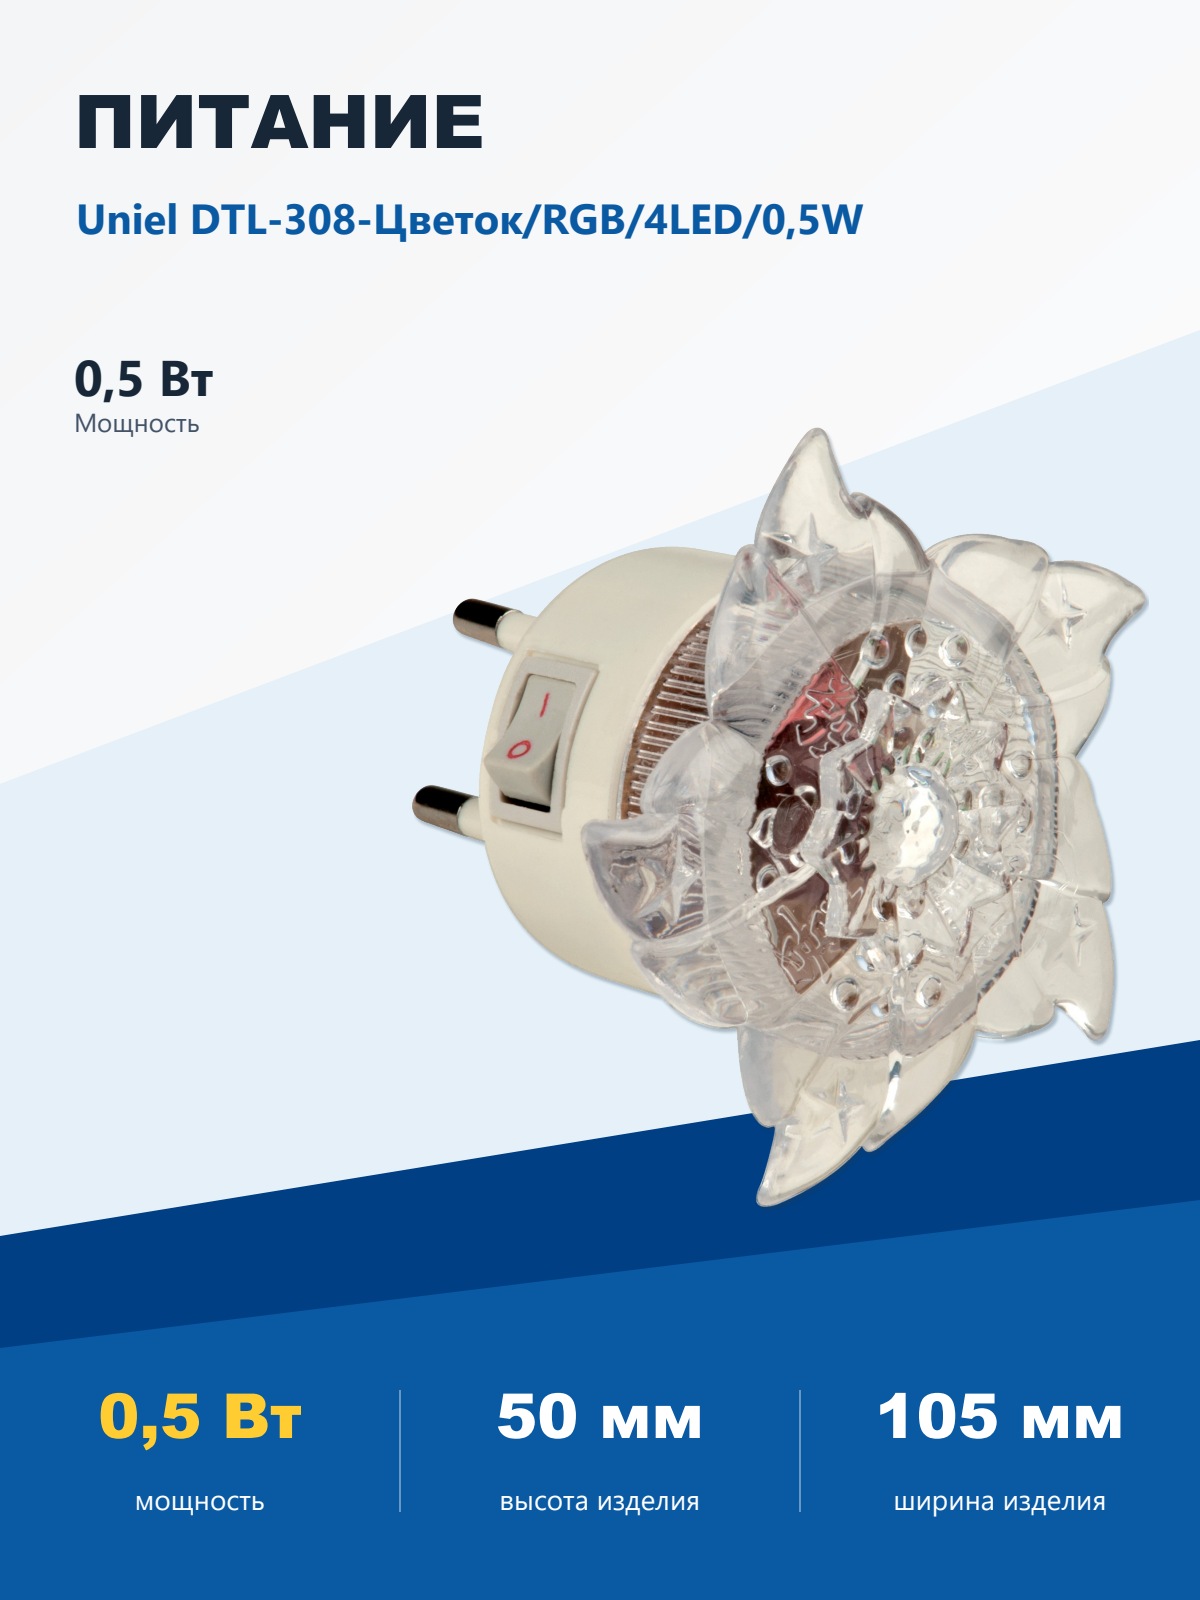 ПИТАНИЕ
Uniel DTL-308-Цветок/RGB/4LED/0,5W
0,5 Вт
Мощность
I
O
0,5 Вт
мощность
50 мм
высота изделия
105 мм
ширина изделия